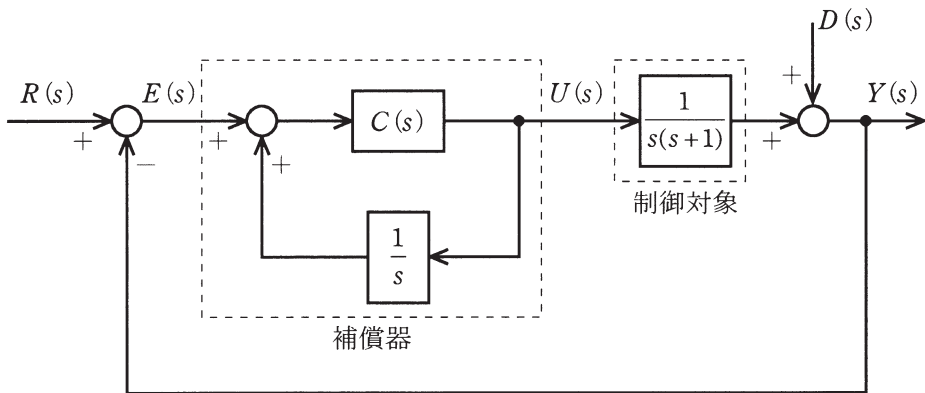 D(s)
R(s)
E(s)
U(s)
Y(s)
+
+
+
+
+
−
+
C(s)
1
s(s+1)
制御対象
1
s
補償器